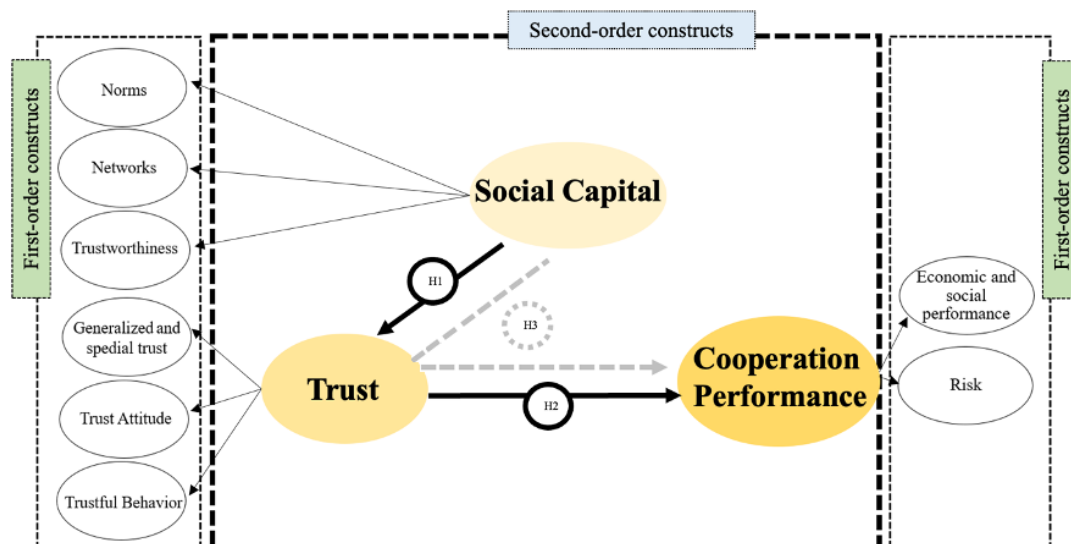 Second-order constructs
First-order constructs
Norms
Networks
Trustworthiness
Generalized and
spedial trust
Trust Attitude
Trustful Behavior
Social Capital
H1
H3
Trust
H2
Cooperation
Performance
Economic and
social
performance
Risk
First-order constructs